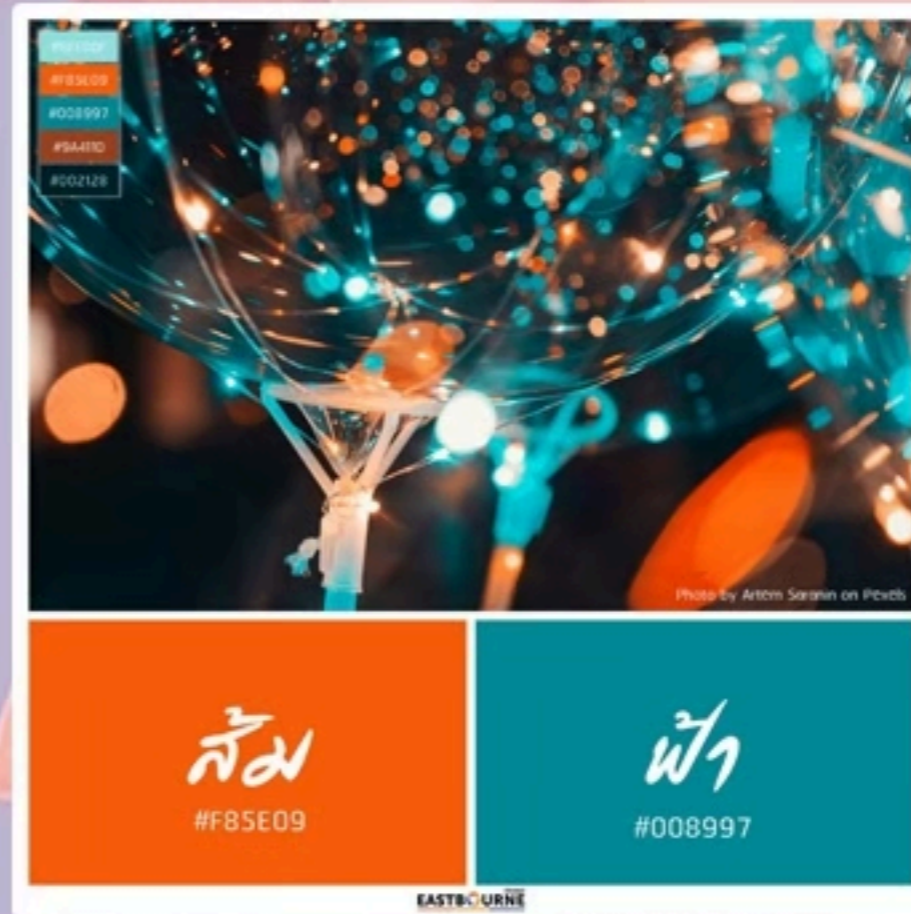 #F85E09
#008997
#9A411D
#002128
Photo by Artem Saranin on Pexels
ส้ม
#F85E09
ฟ้า
#008997
EASTBOURNE